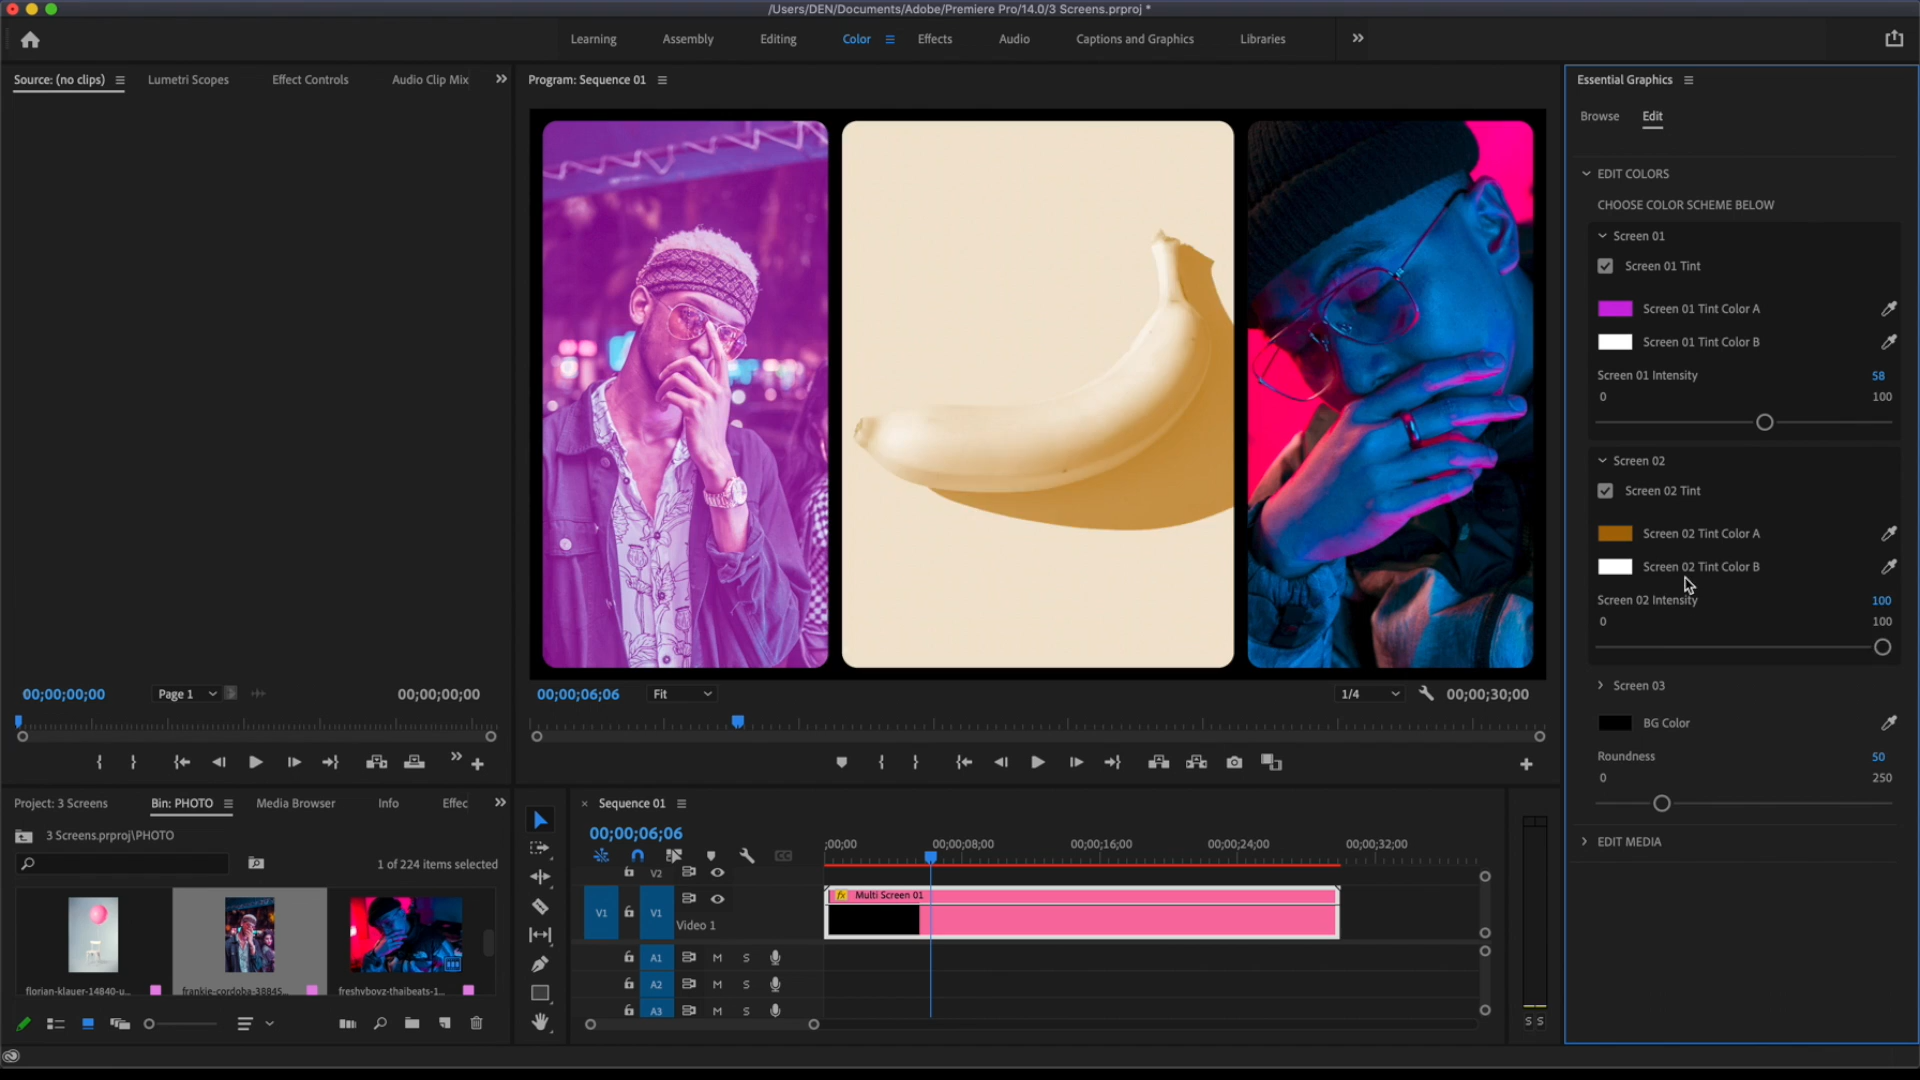 /Users/DEN/Documents/Adobe/Premiere Pro/14.0/3 Screens.prproj *
Learning
Assembly
Editing
Color
Effects
Audio
Captions and Graphics
Libraries
Source: (no clips)
Lumetri Scopes
Effect Controls
Audio Clip Mix
Program: Sequence 01
Essential Graphics
Browse
Edit
EDIT COLORS
CHOOSE COLOR SCHEME BELOW
Screen 01
Screen 01 Tint
Screen 01 Tint Color A
Screen 01 Tint Color B
Screen 01 Intensity 58
0 100
Screen 02
Screen 02 Tint
Screen 02 Tint Color A
Screen 02 Tint Color B
Screen 02 Intensity 100
0 100
Screen 03
BG Color
Roundness 50
0 250
EDIT MEDIA
00;00;00;00
Page 1
00;00;00;00
00;00;06;06
Fit
1/4
00;00;30;00
Project: 3 Screens
Bin: PHOTO
Media Browser
Info
Effec
3 Screens.prproj\PHOTO
1 of 224 items selected
florian-klauer-14840-u...
frankie-cordoba-38845...
freshyboyz-thaibeats-1...
Sequence 01
00;00;06;06
;00;00
00;00;08;00
00;00;16;00
00;00;24;00
00;00;32;00
V2
V1
V1
Video 1
fx Multi Screen 01
A1 M S
A2 M S
A3 M S
S S